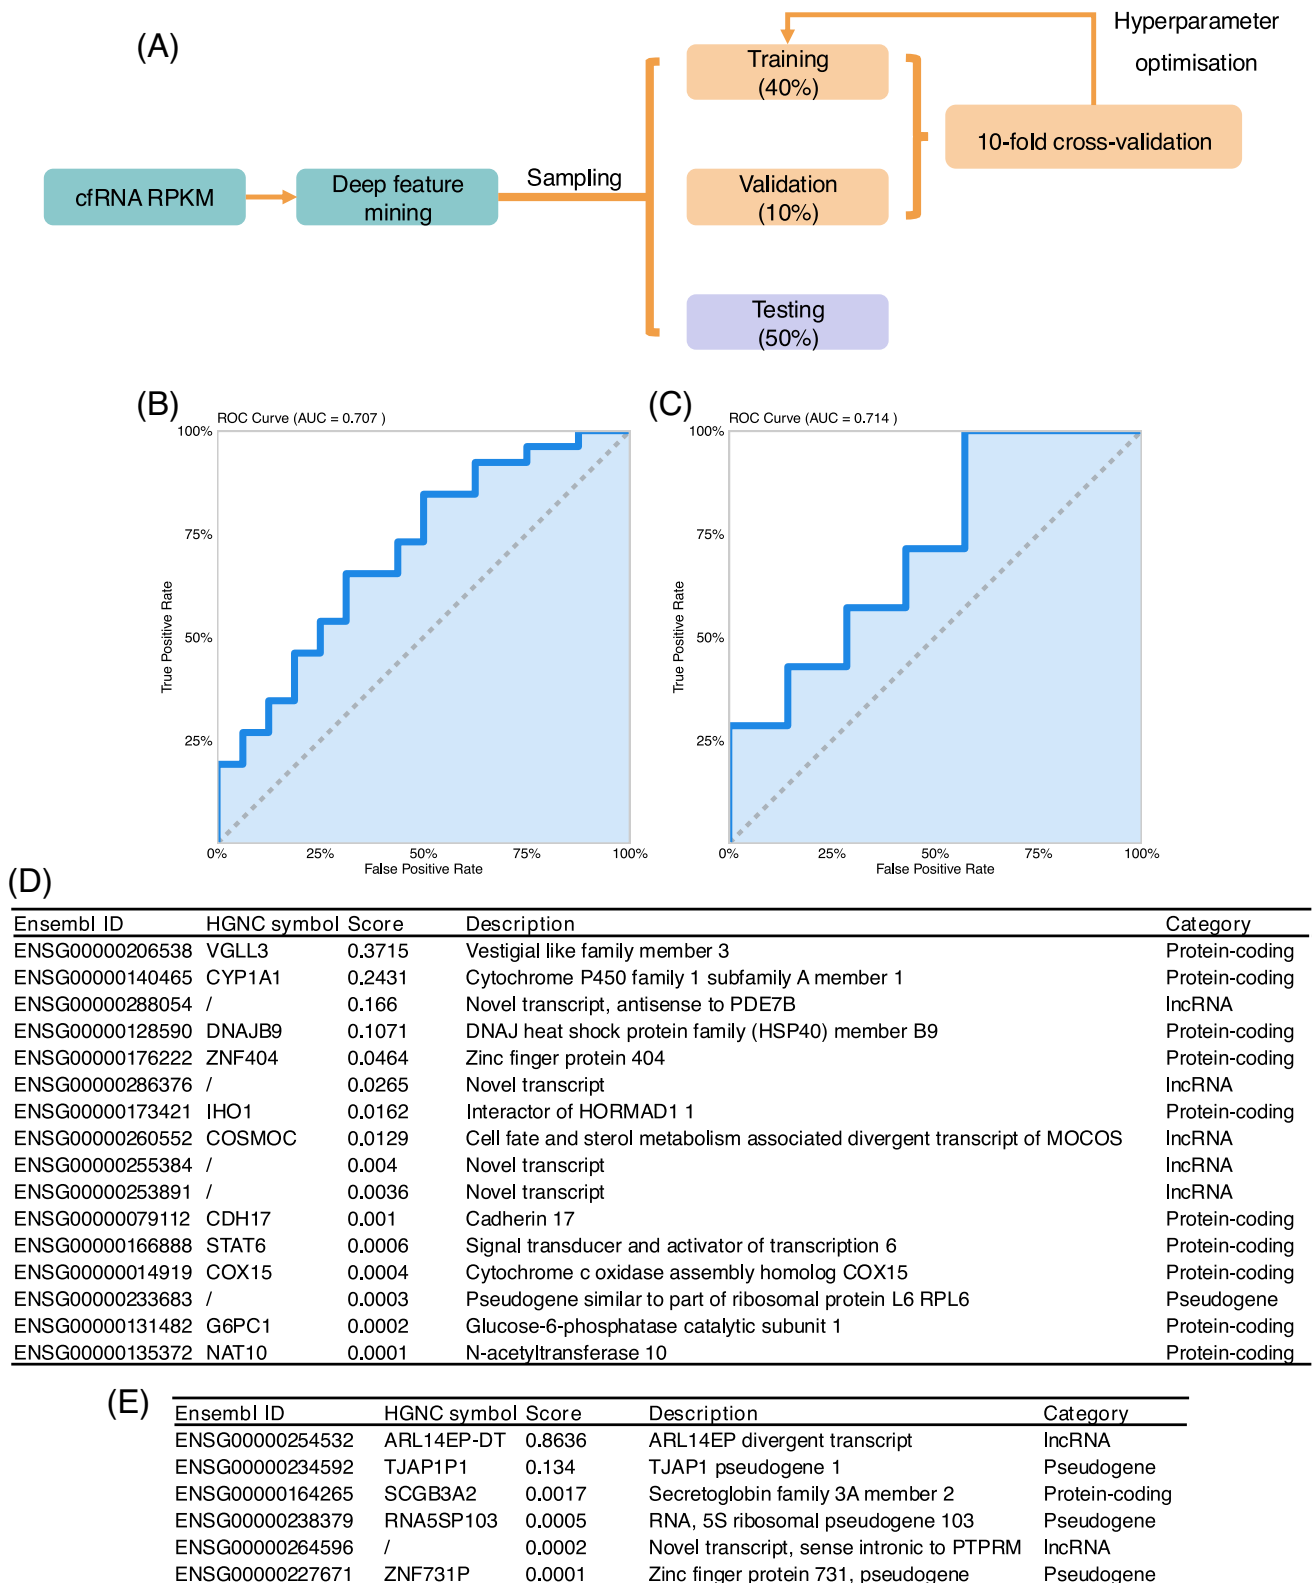 (A)
Hyperparameter
optimisation
Training
(40%)
10-fold cross-validation
cfRNA RPKM
Deep feature
mining
Sampling
Validation
(10%)
Testing
(50%)
(B)
ROC Curve (AUC = 0.707 )
100%
75%
50%
25%
True Positive Rate
0%
25%
50%
75%
100%
False Positive Rate
(C)
ROC Curve (AUC = 0.714 )
100%
75%
50%
25%
True Positive Rate
0%
25%
50%
75%
100%
False Positive Rate
(D)
Ensembl ID HGNC symbol Score Description Category
ENSG00000206538 VGLL3 0.3715 Vestigial like family member 3 Protein-coding
ENSG00000140465 CYP1A1 0.2431 Cytochrome P450 family 1 subfamily A member 1 Protein-coding
ENSG00000288054 / 0.166 Novel transcript, antisense to PDE7B lncRNA
ENSG00000128590 DNAJB9 0.1071 DNAJ heat shock protein family (HSP40) member B9 Protein-coding
ENSG00000176222 ZNF404 0.0464 Zinc finger protein 404 Protein-coding
ENSG00000286376 / 0.0265 Novel transcript lncRNA
ENSG00000173421 IHO1 0.0162 Interactor of HORMAD1 1 Protein-coding
ENSG00000260552 COSMOC 0.0129 Cell fate and sterol metabolism associated divergent transcript of MOCOS lncRNA
ENSG00000255384 / 0.004 Novel transcript lncRNA
ENSG00000253891 / 0.0036 Novel transcript lncRNA
ENSG00000079112 CDH17 0.001 Cadherin 17 Protein-coding
ENSG00000166888 STAT6 0.0006 Signal transducer and activator of transcription 6 Protein-coding
ENSG00000014919 COX15 0.0004 Cytochrome c oxidase assembly homolog COX15 Protein-coding
ENSG00000233683 / 0.0003 Pseudogene similar to part of ribosomal protein L6 RPL6 Pseudogene
ENSG00000131482 G6PC1 0.0002 Glucose-6-phosphatase catalytic subunit 1 Protein-coding
ENSG00000135372 NAT10 0.0001 N-acetyltransferase 10 Protein-coding
(E)
Ensembl ID HGNC symbol Score Description Category
ENSG00000254532 ARL14EP-DT 0.8636 ARL14EP divergent transcript lncRNA
ENSG00000234592 TJAP1P1 0.134 TJAP1 pseudogene 1 Pseudogene
ENSG00000164265 SCGB3A2 0.0017 Secretoglobin family 3A member 2 Protein-coding
ENSG00000238379 RNA5SP103 0.0005 RNA, 5S ribosomal pseudogene 103 Pseudogene
ENSG00000264596 / 0.0002 Novel transcript, sense intronic to PTPRM lncRNA
ENSG00000227671 ZNF731P 0.0001 Zinc finger protein 731, pseudogene Pseudogene